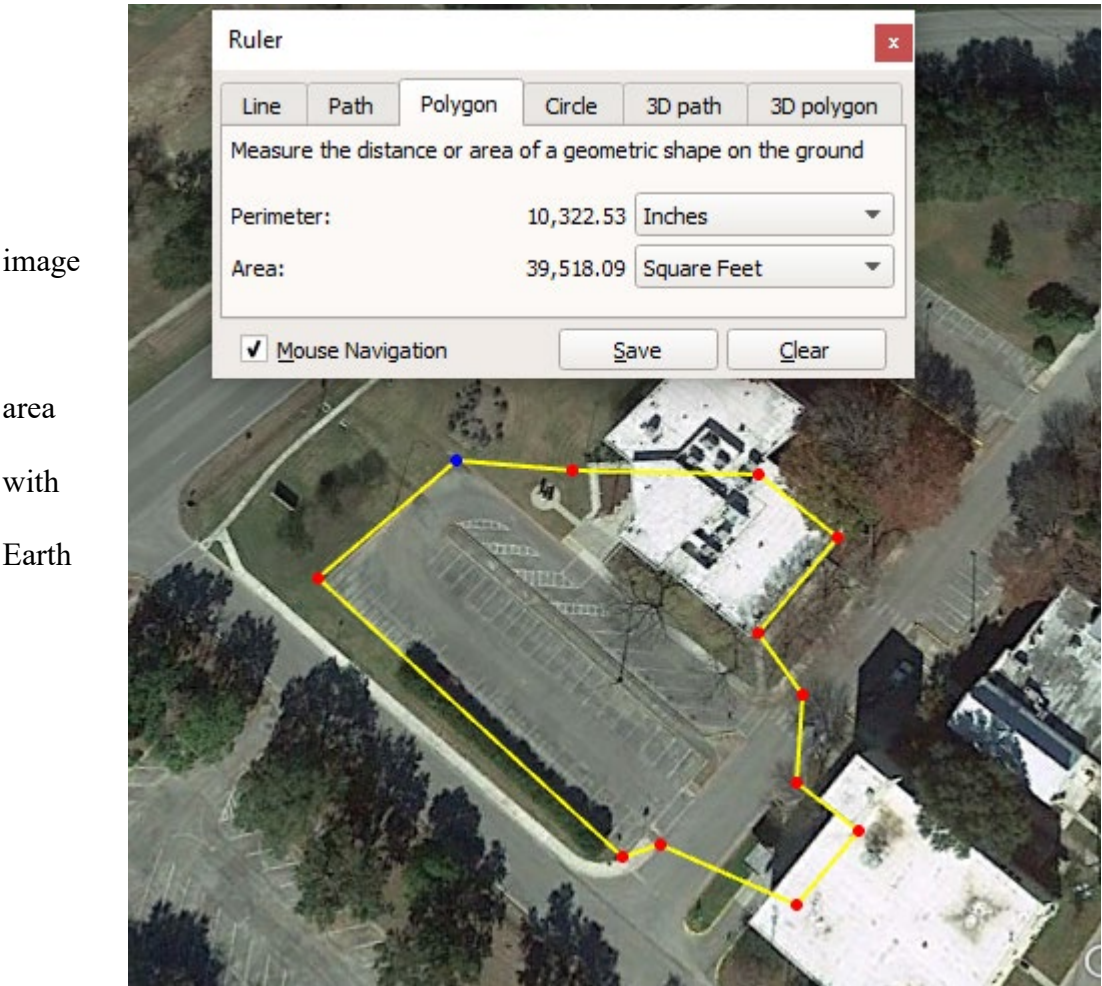 Ruler
x
Line Path Polygon Circle 3D path 3D polygon
Measure the distance or area of a geometric shape on the ground
Perimeter: 10,322.53 Inches
image
Area: 39,518.09 Square Feet
Mouse Navigation Save Clear
area
with
Earth